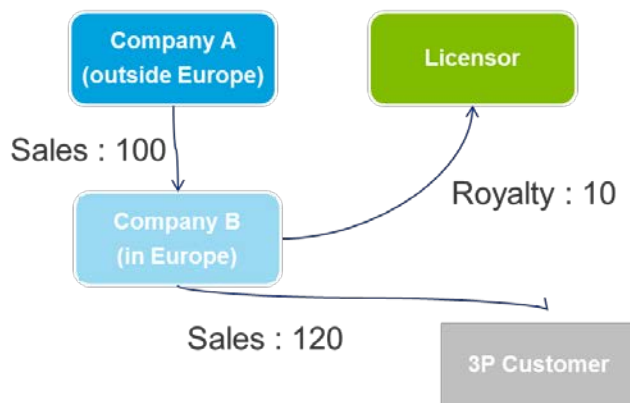 Company A
(outside Europe)
Licensor
Sales : 100
Royalty : 10
Company B
(in Europe)
Sales : 120
3P Customer